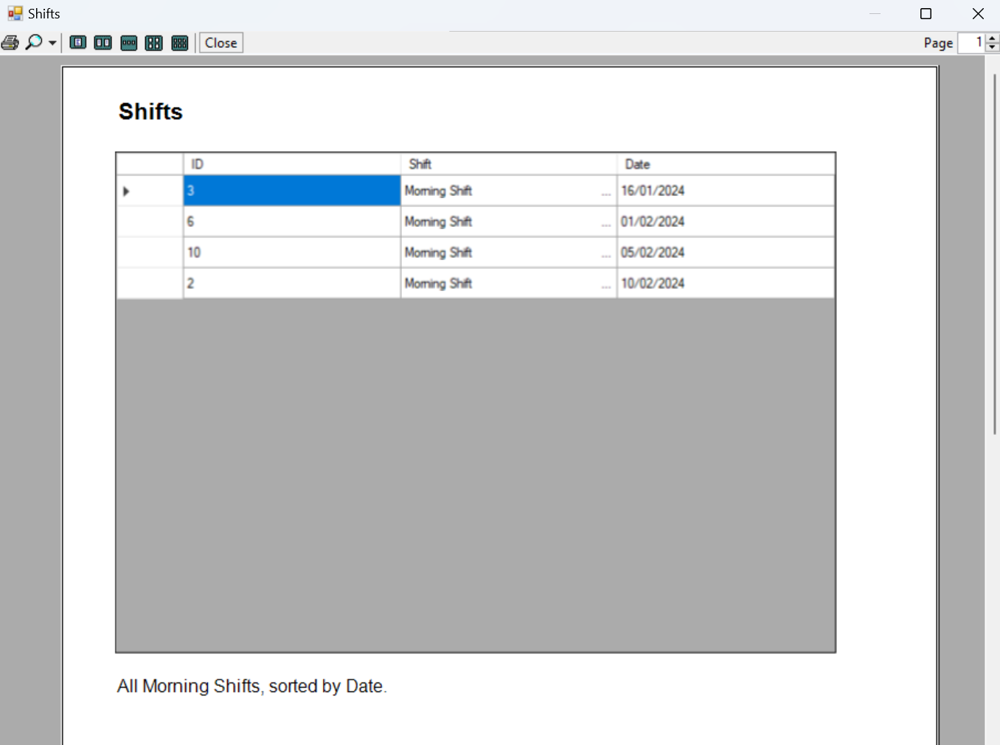 Shifts
Close Page 1
Shifts
ID Shift Date
3 Morning Shift ... 16/01/2024
6 Morning Shift ... 01/02/2024
10 Morning Shift ... 05/02/2024
2 Morning Shift ... 10/02/2024
All Morning Shifts, sorted by Date.